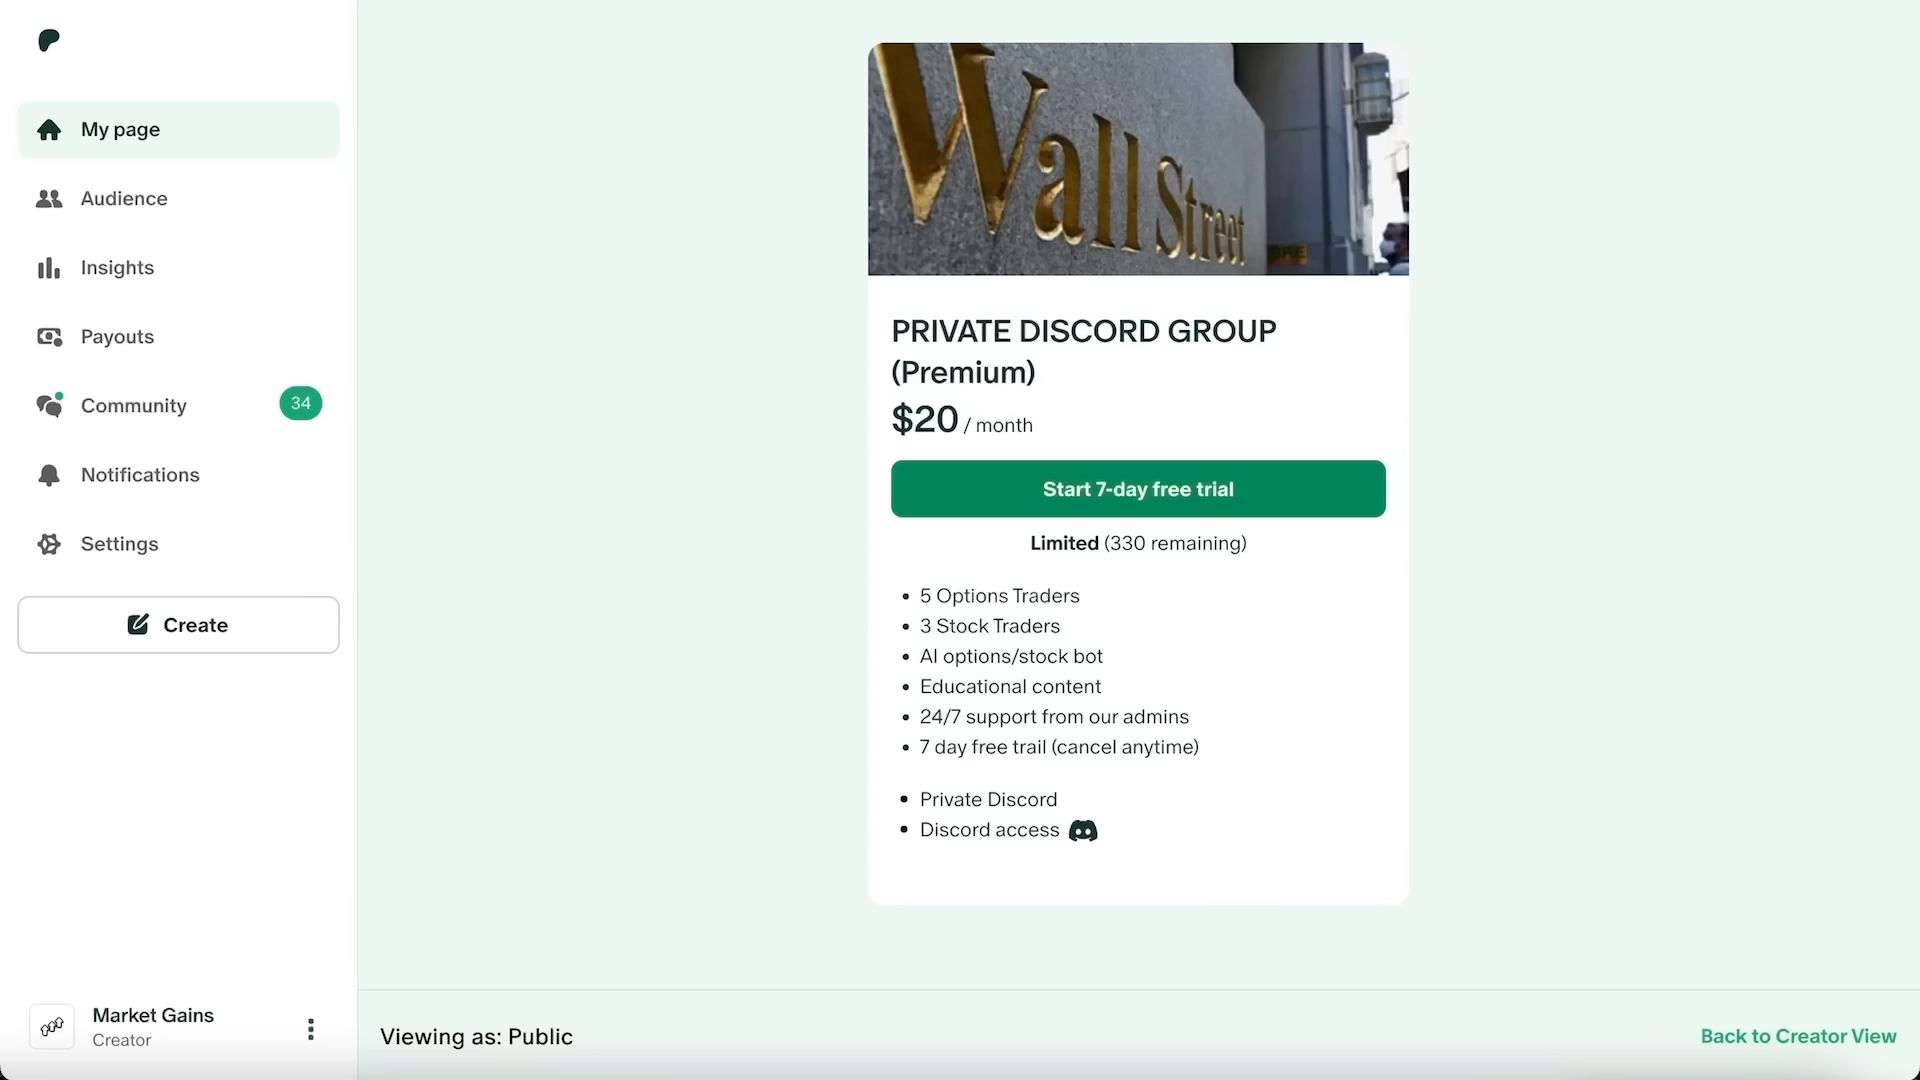 My page
Audience
Insights
Payouts
Community
34
Notifications
Settings
Create
Market Gains
Creator
Wall Street
PRIVATE DISCORD GROUP
(Premium)
$20 / month
Start 7-day free trial
Limited (330 remaining)
5 Options Traders
3 Stock Traders
AI options/stock bot
Educational content
24/7 support from our admins
7 day free trail (cancel anytime)
Private Discord
Discord access
Viewing as: Public
Back to Creator View